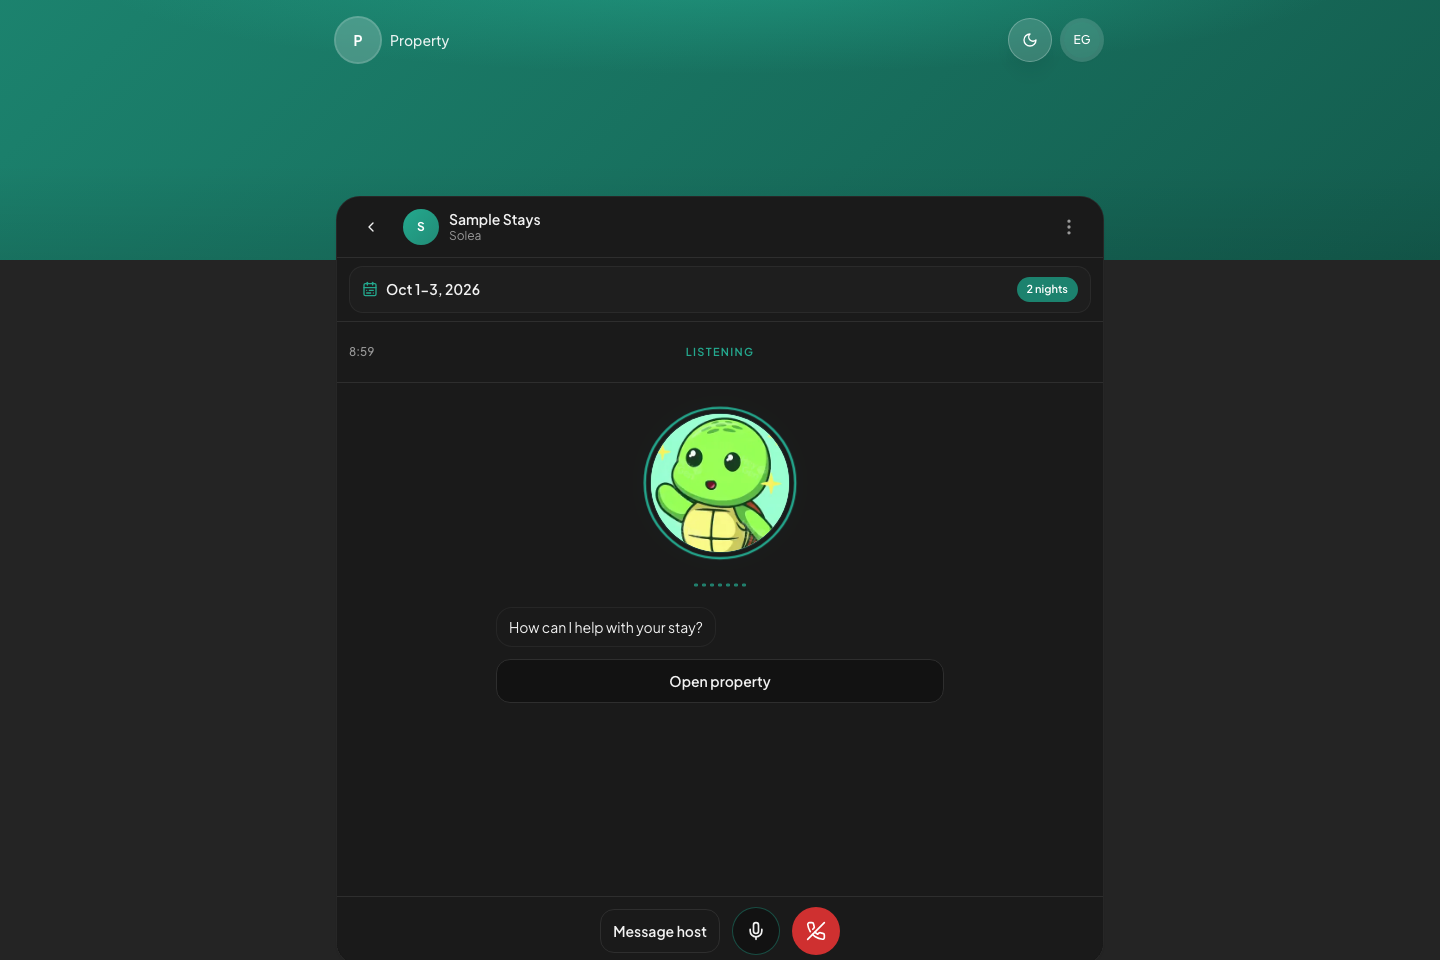 P
Property
EG
S
Sample Stays
Solea
Oct 1–3, 2026
2 nights
8:59
LISTENING
How can I help with your stay?
Open property
Message host